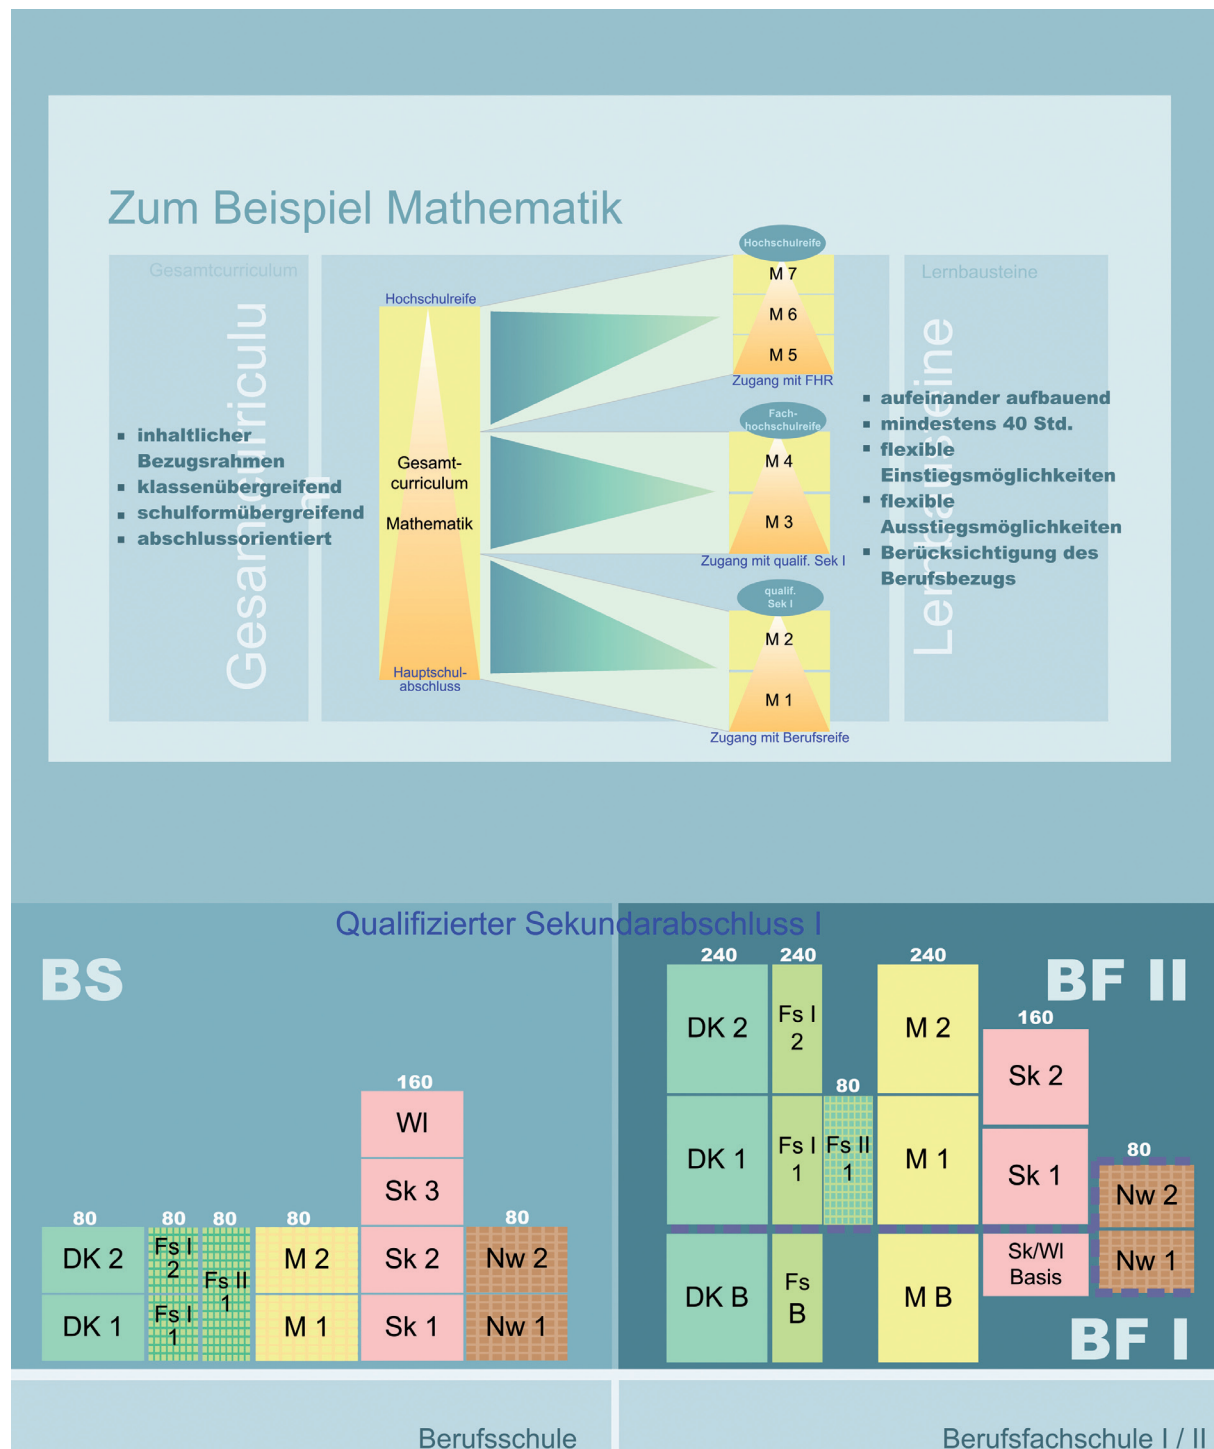 Zum Beispiel Mathematik
Gesamtcurriculum
Gesamtcurriculu
m
inhaltlicher
Bezugsrahmen
klassenübergreifend
schulformübergreifend
abschlussorientiert
Hochschulreife
Gesamt-
curriculum
Mathematik
Hauptschul-
abschluss
Hochschulreife
M 7
M 6
M 5
Zugang mit FHR
Fach-
hochschulreife
M 4
M 3
Zugang mit qualif. Sek I
qualif.
Sek I
M 2
M 1
Zugang mit Berufsreife
Lernbausteine
Lernbausteine
aufeinander aufbauend
mindestens 40 Std.
flexible
Einstiegsmöglichkeiten
flexible
Ausstiegsmöglichkeiten
Berücksichtigung des
Berufsbezugs
Qualifizierter Sekundarabschluss I
BS
160
WI
Sk 3
80 80 80 80 80
DK 2 Fs I 2 Fs II 1 M 2 Sk 2 Nw 2
DK 1 Fs I 1 M 1 Sk 1 Nw 1
Berufsschule
BF II
240 240 240
DK 2 Fs I 2 M 2
160
Sk 2
80
DK 1 Fs I 1 Fs II 1 M 1 Sk 1
80
Nw 2
DK B Fs B M B
Sk/WI
Basis
Nw 1
BF I
Berufsfachschule I / II